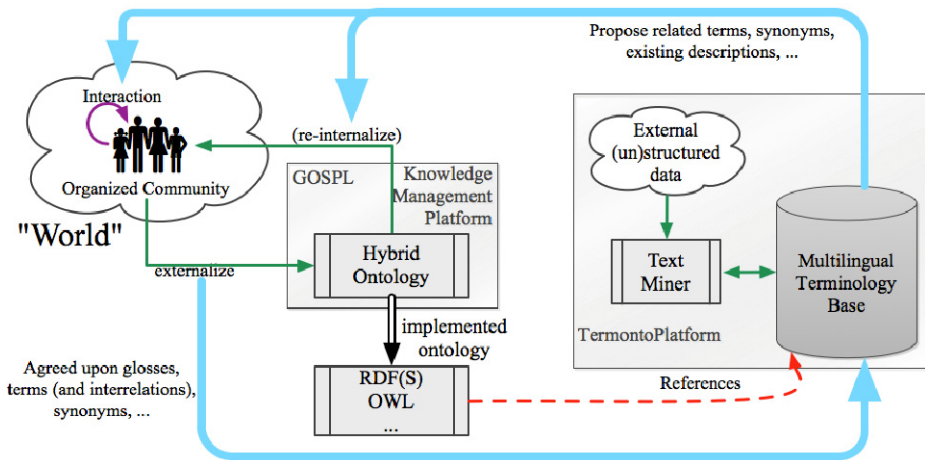 Propose related terms, synonyms,
existing descriptions, ...
Interaction
Organized Community
"World"
(re-internalize)
externalize
GOSPL
Knowledge
Management
Platform
Hybrid
Ontology
implemented
ontology
RDF(S)
OWL
...
External
(un)structured
data
Text
Miner
Multilingual
Terminology
Base
TermontoPlatform
References
Agreed upon glosses,
terms (and interrelations),
synonyms, ...